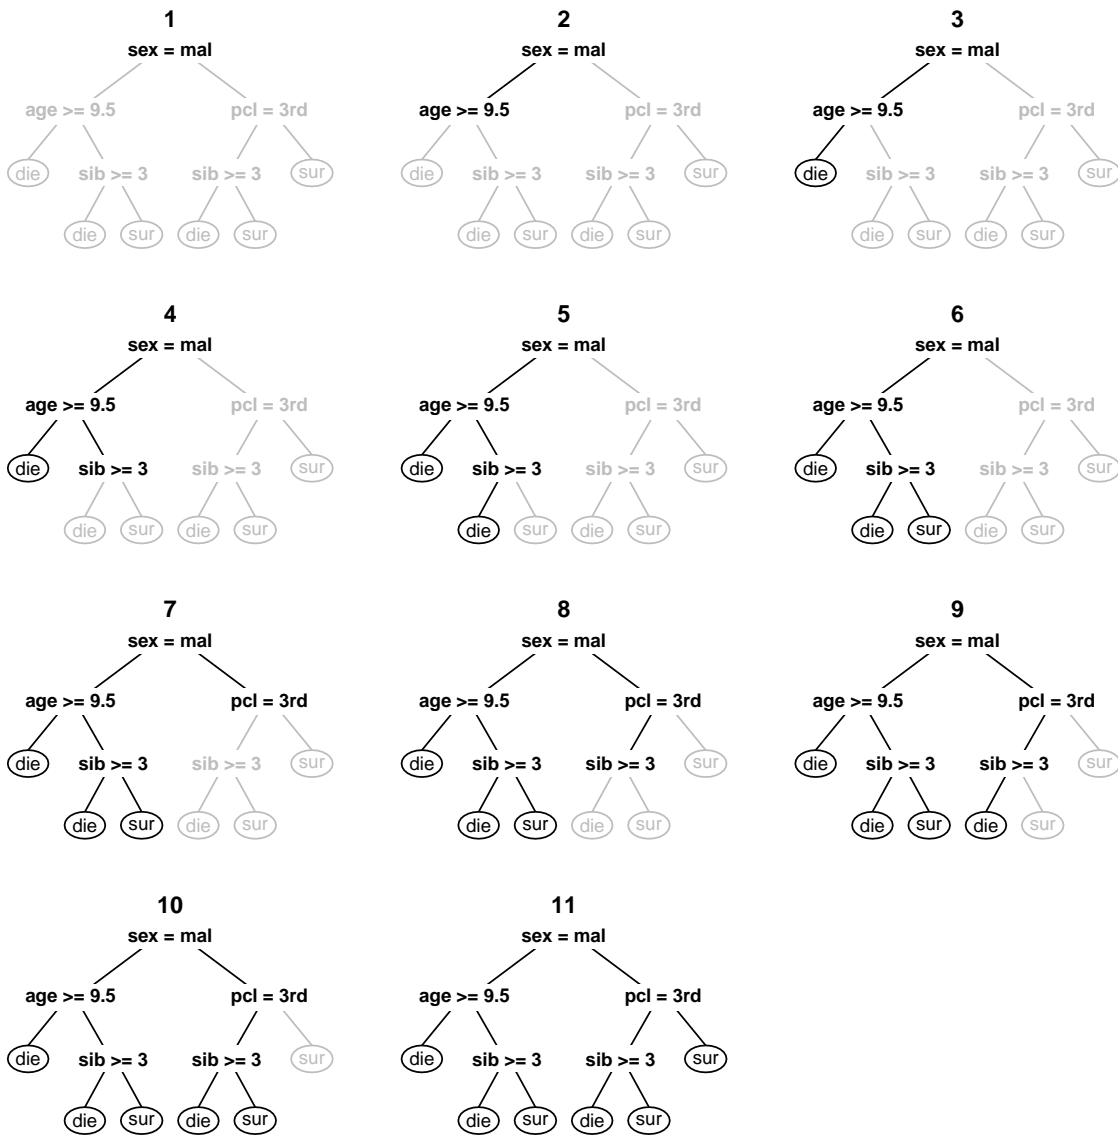 1 2 3
sex = mal sex = mal sex = mal
age >= 9.5 pcl = 3rd age >= 9.5 pcl = 3rd age >= 9.5 pcl = 3rd
die sib >= 3 sib >= 3 sur die sib >= 3 sib >= 3 sur die sib >= 3 sib >= 3 sur
die sur die sur die sur die sur die sur die sur
4 5 6
sex = mal sex = mal sex = mal
age >= 9.5 pcl = 3rd age >= 9.5 pcl = 3rd age >= 9.5 pcl = 3rd
die sib >= 3 sib >= 3 sur die sib >= 3 sib >= 3 sur die sib >= 3 sib >= 3 sur
die sur die sur die sur die sur die sur die sur
7 8 9
sex = mal sex = mal sex = mal
age >= 9.5 pcl = 3rd age >= 9.5 pcl = 3rd age >= 9.5 pcl = 3rd
die sib >= 3 sib >= 3 sur die sib >= 3 sib >= 3 sur die sib >= 3 sib >= 3 sur
die sur die sur die sur die sur die sur die sur
10 11
sex = mal sex = mal
age >= 9.5 pcl = 3rd age >= 9.5 pcl = 3rd
die sib >= 3 sib >= 3 sur die sib >= 3 sib >= 3 sur
die sur die sur die sur die sur